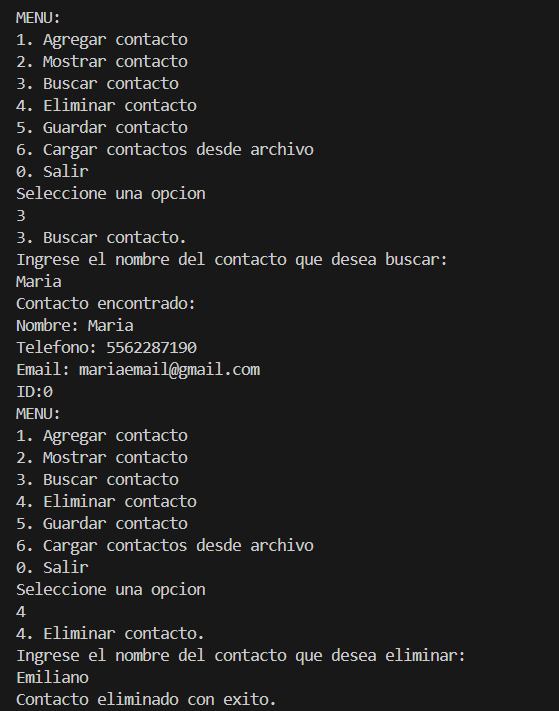 MENU:
1. Agregar contacto
2. Mostrar contacto
3. Buscar contacto
4. Eliminar contacto
5. Guardar contacto
6. Cargar contactos desde archivo
0. Salir
Seleccione una opcion
3
3. Buscar contacto.
Ingrese el nombre del contacto que desea buscar:
Maria
Contacto encontrado:
Nombre: Maria
Telefono: 5562287190
Email: mariaemail@gmail.com
ID:0
MENU:
1. Agregar contacto
2. Mostrar contacto
3. Buscar contacto
4. Eliminar contacto
5. Guardar contacto
6. Cargar contactos desde archivo
0. Salir
Seleccione una opcion
4
4. Eliminar contacto.
Ingrese el nombre del contacto que desea eliminar:
Emiliano
Contacto eliminado con exito.